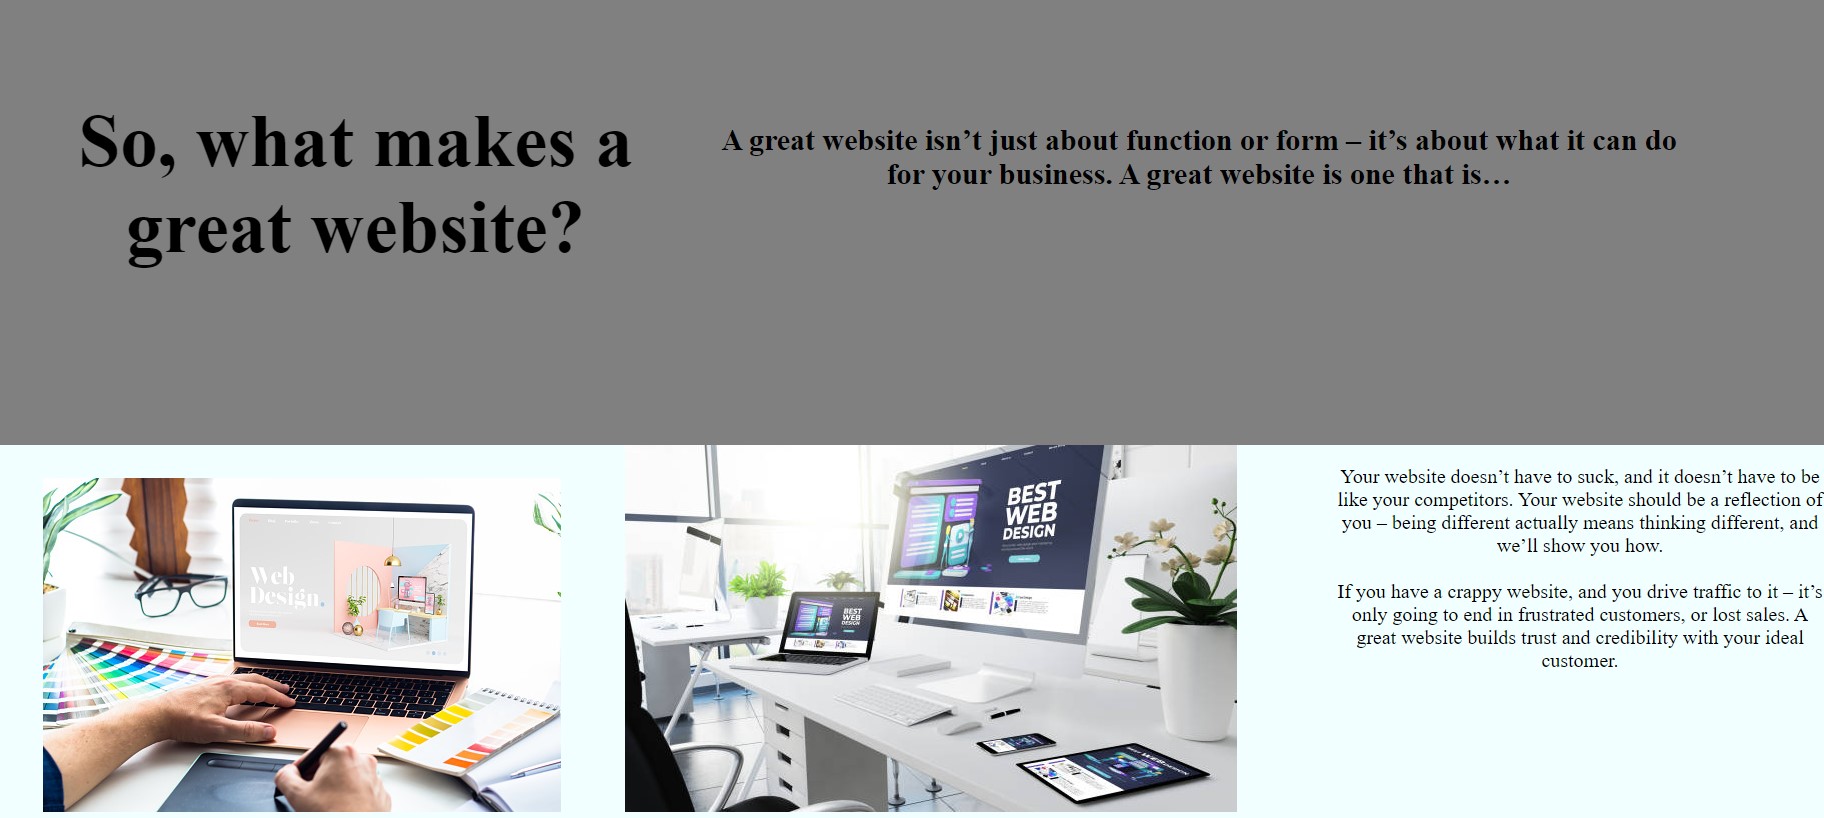 So, what makes a
great website?
A great website isn’t just about function or form – it’s about what it can do
for your business. A great website is one that is…
Web
Design.
BEST
WEB
DESIGN
BEST
WEB
DESIGN
Your website doesn’t have to suck, and it doesn’t have to be
like your competitors. Your website should be a reflection of
you – being different actually means thinking different, and
we’ll show you how.
If you have a crappy website, and you drive traffic to it – it’s
only going to end in frustrated customers, or lost sales. A
great website builds trust and credibility with your ideal
customer.